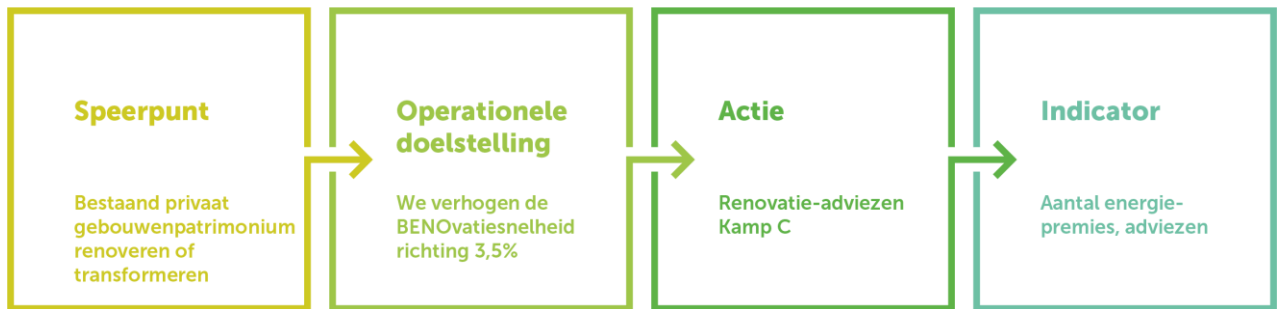 Speerpunt
Bestaand privaat
gebouwenpatrimonium
renoveren of
transformeren
Operationele
doelstelling
We verhogen de
BENOvatiesnelheid
richting 3,5%
Actie
Renovatie-adviezen
Kamp C
Indicator
Aantal energie-
premies, adviezen